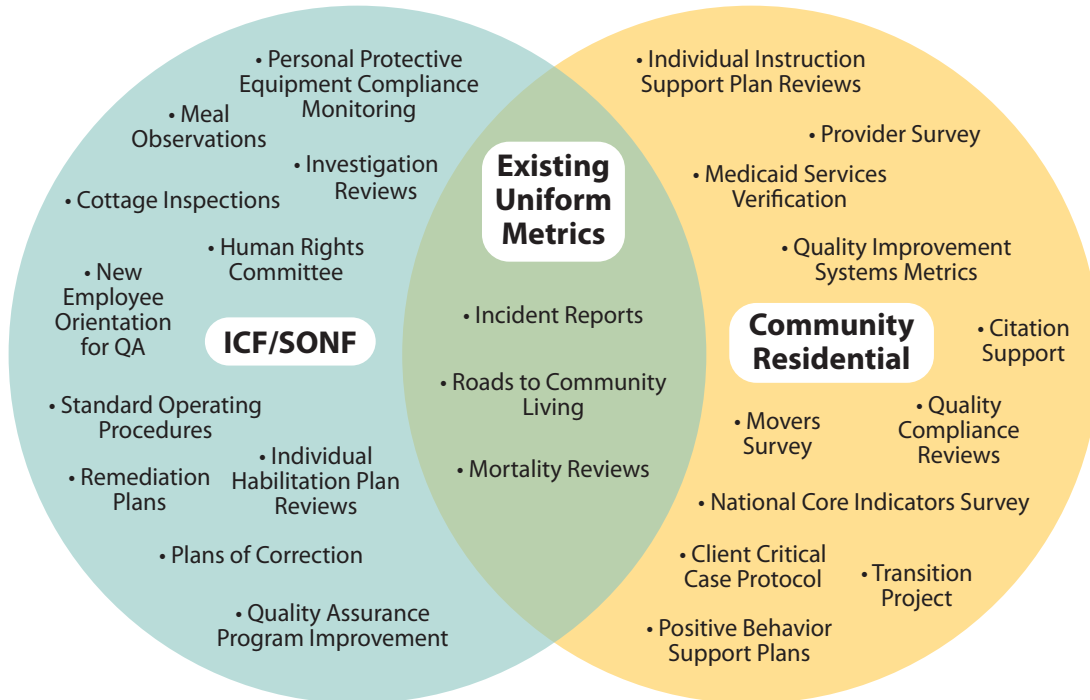 • Personal Protective
Equipment Compliance
Monitoring
• Meal
Observations
• Investigation
Reviews
• Cottage Inspections
• Human Rights
Committee
• New
Employee
Orientation
for QA
ICF/SONF
• Standard Operating
Procedures
• Individual
Habilitation Plan
Reviews
• Remediation
Plans
• Plans of Correction
• Quality Assurance
Program Improvement
Existing
Uniform
Metrics
• Incident Reports
• Roads to Community
Living
• Mortality Reviews
• Individual Instruction
Support Plan Reviews
• Provider Survey
• Medicaid Services
Verification
• Quality Improvement
Systems Metrics
Community
Residential
• Citation
Support
• Movers
Survey
• Quality
Compliance
Reviews
• National Core Indicators Survey
• Client Critical
Case Protocol
• Transition
Project
• Positive Behavior
Support Plans